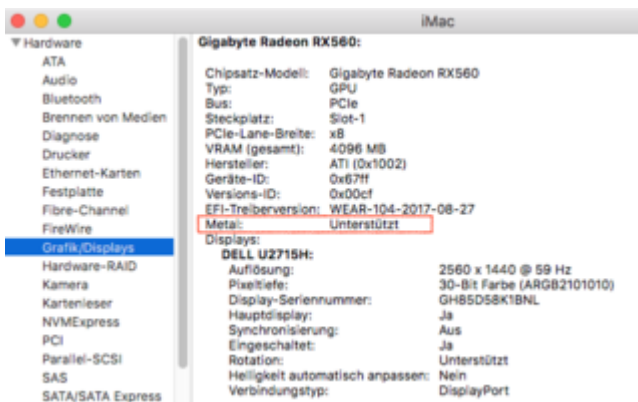 iMac
Hardware
ATA
Audio
Bluetooth
Brennen von Medien
Diagnose
Drucker
Ethernet-Karten
Festplatte
Fibre-Channel
FireWire
Grafik/Displays
Hardware-RAID
Kamera
Kartenleser
NVMExpress
PCI
Parallel-SCSI
SAS
SATA/SATA Express
Gigabyte Radeon RX560:
Chipsatz-Modell: Gigabyte Radeon RX560
Typ: GPU
Bus: PCIe
Steckplatz: Slot-1
PCIe-Lane-Breite: x8
VRAM (gesamt): 4096 MB
Hersteller: ATI (0x1002)
Geräte-ID: 0x67ff
Versions-ID: 0x00cf
EFI-Treiberversion: WEAR-104-2017-08-27
Metal: Unterstützt
Displays:
DELL U2715H:
Auflösung: 2560 x 1440 @ 59 Hz
Pixeltiefe: 30-Bit Farbe (ARGB2101010)
Display-Seriennummer: GH85D58K1BNL
Hauptdisplay: Ja
Synchronisierung: Aus
Eingeschaltet: Ja
Rotation: Unterstützt
Helligkeit automatisch anpassen: Nein
Verbindungstyp: DisplayPort